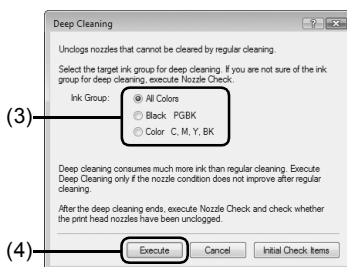 Deep Cleaning
Unclogs nozzles that cannot be cleared by regular cleaning.
Select the target ink group for deep cleaning. If you are not sure of the ink
group for deep cleaning, execute Nozzle Check.
Ink Group:
All Colors
(3)
Black PGBK
Color C, M, Y, BK
Deep cleaning consumes much more ink than regular cleaning. Execute
Deep Cleaning only if the nozzle condition does not improve after regular
cleaning.
After the deep cleaning ends, execute Nozzle Check and check whether
the print head nozzles have been unclogged.
(4)
Execute
Cancel
Initial Check Items